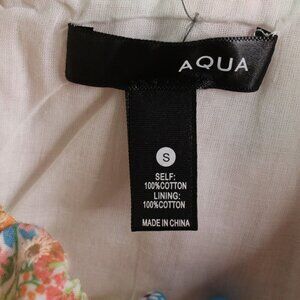 AQUA
S
SELF:
100%COTTON
LINING:
100%COTTON
MADE IN CHINA